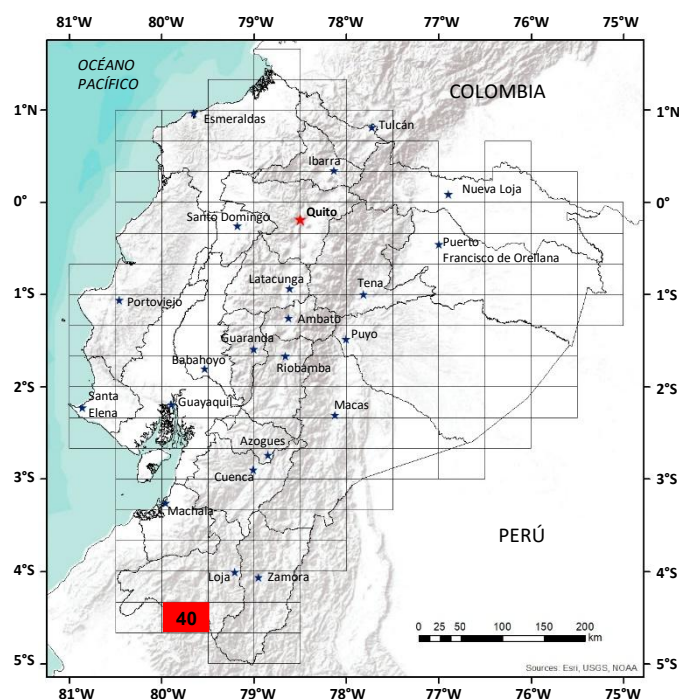 81°W 80°W 79°W 78°W 77°W 76°W 75°W
OCÉANO
PACÍFICO
COLOMBIA
1°N 1°N
Esmeraldas
Tulcán
Ibarra
Nueva Loja
0° 0°
Santo Domingo
Quito
Puerto
Francisco de Orellana
Latacunga
Tena
1°S 1°S
Portoviejo
Ambato
Guaranda
Puyo
Babahoyo
Riobamba
2°S 2°S
Santa
Elena
Guayaquil
Macas
Azogues
3°S 3°S
Cuenca
Machala
PERÚ
4°S 4°S
Loja
Zamora
40
0 25 50 100 150 200
km
5°S 5°S
Sources: Esri, USGS, NOAA
81°W 80°W 79°W 78°W 77°W 76°W 75°W